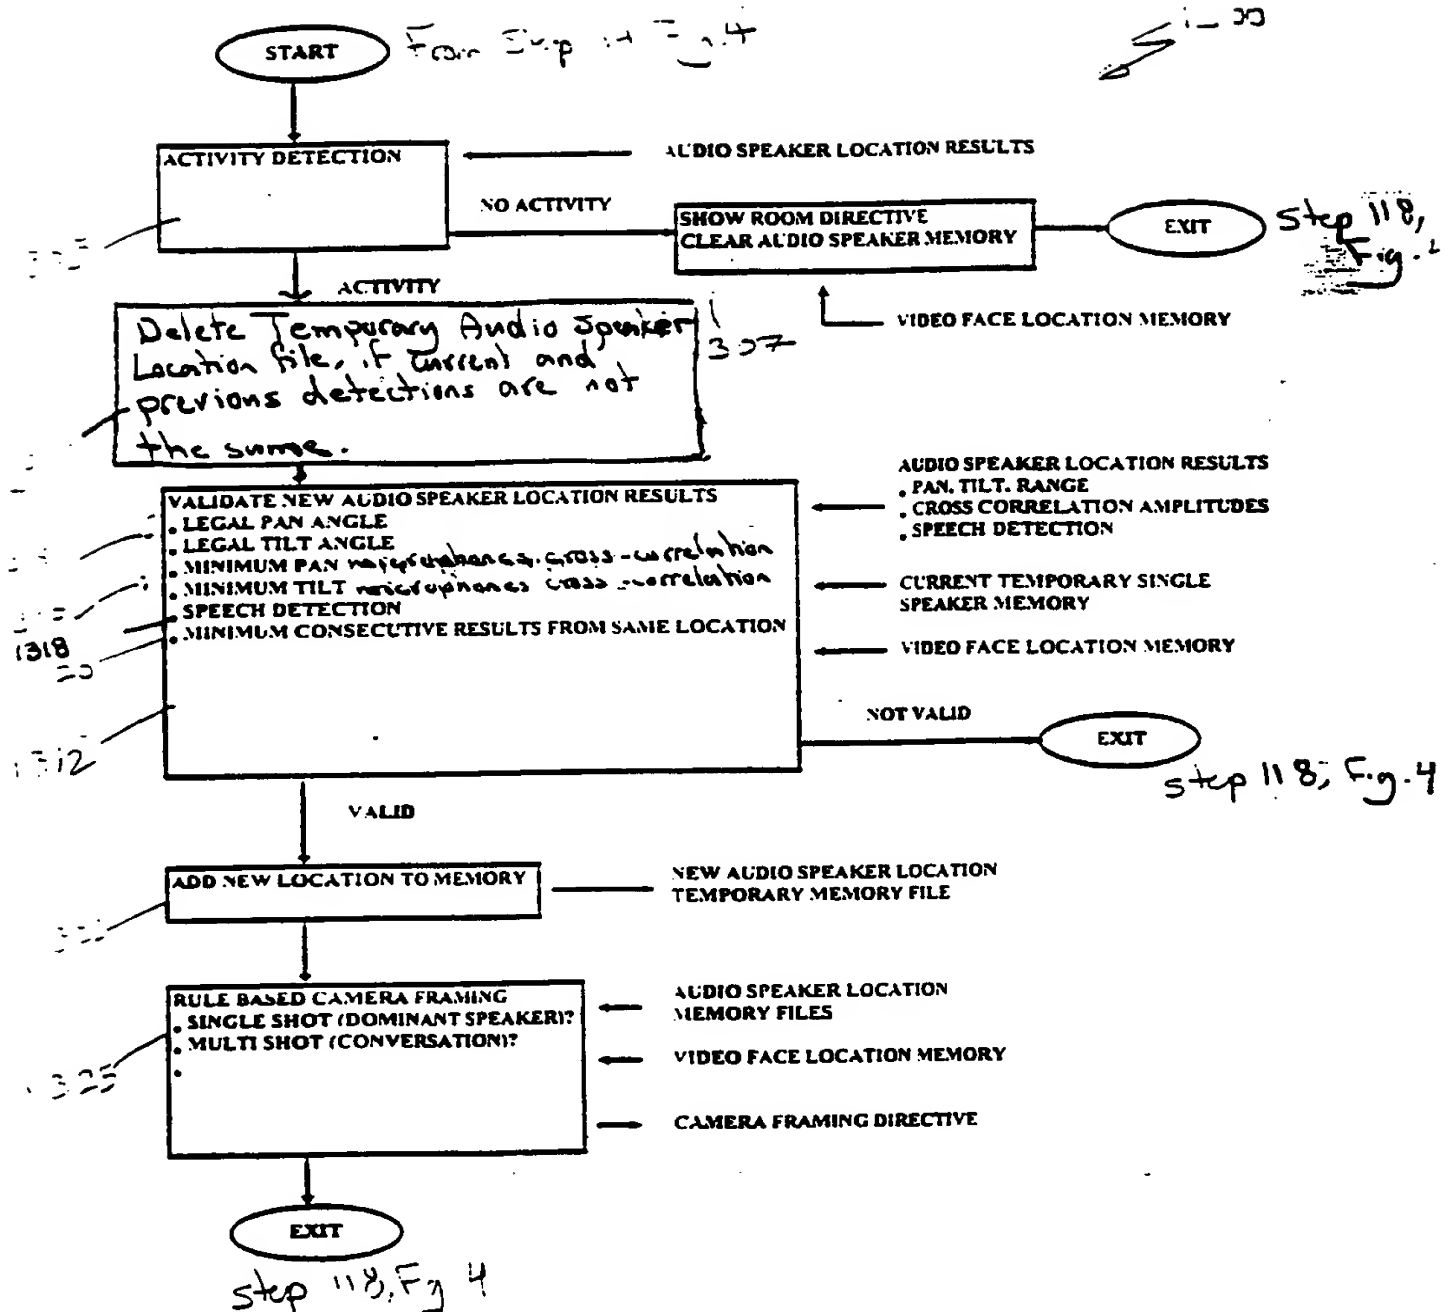 START
Fig. 4
ACTIVITY DETECTION
AUDIO SPEAKER LOCATION RESULTS
NO ACTIVITY
SHOW ROOM DIRECTIVE
CLEAR AUDIO SPEAKER MEMORY
EXIT
step 118,
Fig.
ACTIVITY
VIDEO FACE LOCATION MEMORY
Delete Temporary Audio Speaker
Location file, if current and
previous detections are not
the same.
VALIDATE NEW AUDIO SPEAKER LOCATION RESULTS
. LEGAL PAN ANGLE
. LEGAL TILT ANGLE
. MINIMUM PAN microphones cross-correlation
. MINIMUM TILT microphones cross-correlation
. SPEECH DETECTION
. MINIMUM CONSECUTIVE RESULTS FROM SAME LOCATION
AUDIO SPEAKER LOCATION RESULTS
. PAN, TILT, RANGE
. CROSS CORRELATION AMPLITUDES
. SPEECH DETECTION
CURRENT TEMPORARY SINGLE
SPEAKER MEMORY
VIDEO FACE LOCATION MEMORY
1318
NOT VALID
EXIT
step 118, Fig. 4
VALID
ADD NEW LOCATION TO MEMORY
NEW AUDIO SPEAKER LOCATION
TEMPORARY MEMORY FILE
RULE BASED CAMERA FRAMING
. SINGLE SHOT (DOMINANT SPEAKER)?
. MULTI SHOT (CONVERSATION)?
.
AUDIO SPEAKER LOCATION
MEMORY FILES
VIDEO FACE LOCATION MEMORY
CAMERA FRAMING DIRECTIVE
EXIT
step 118, Fig 4